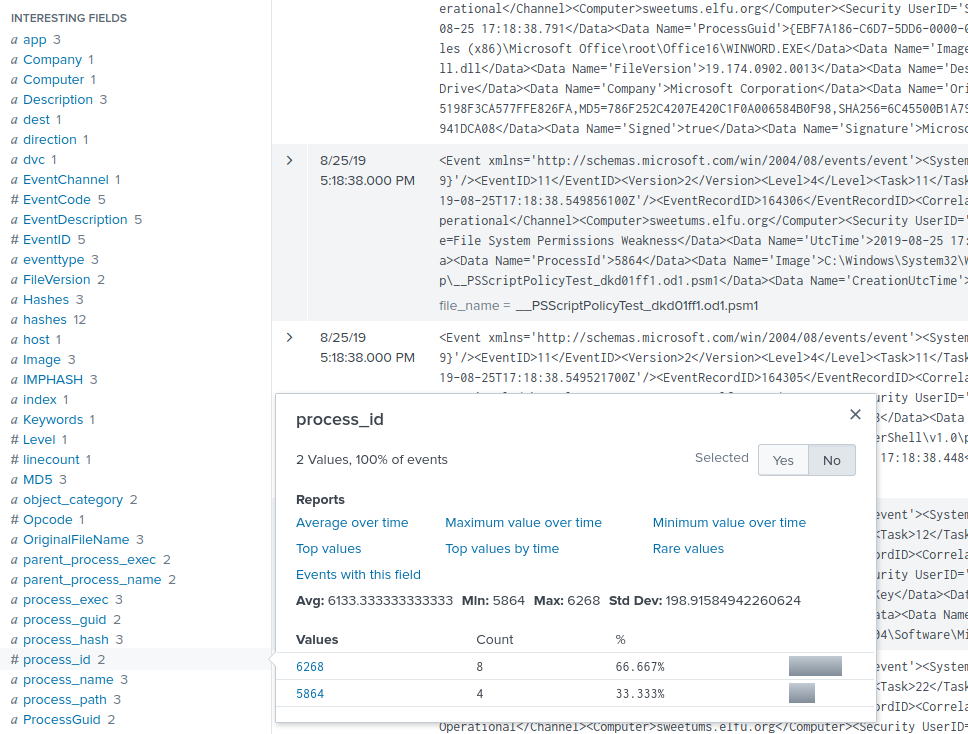 INTERESTING FIELDS
a app 3
a Company 1
a Computer 1
a Description 3
a dest 1
a direction 1
a dvc 1
a EventChannel 1
# EventCode 5
a EventDescription 5
# EventID 5
a eventtype 3
a FileVersion 2
a Hashes 3
a hashes 12
a host 1
a Image 3
a IMPHASH 3
a index 1
a Keywords 1
# Level 1
# linecount 1
a MD5 3
a object_category 2
# Opcode 1
a OriginalFileName 3
a parent_process_exec 2
a parent_process_name 2
a process_exec 3
a process_guid 2
a process_hash 3
# process_id 2
a process_name 3
a process_path 3
a ProcessGuid 2
erational</Channel><Computer>sweetums.elfu.org</Computer><Security UserID='S
08-25 17:18:38.791</Data><Data Name='ProcessGuid'>{EBF7A186-C6D7-5DD6-0000-0
les (x86)\Microsoft Office\root\Office16\WINWORD.EXE</Data><Data Name='Image
ll.dll</Data><Data Name='FileVersion'>19.174.0902.0013</Data><Data Name='Des
Drive</Data><Data Name='Company'>Microsoft Corporation</Data><Data Name='Ori
5198F3CA577FFE826FA,MD5=786F252C4207E420C1F0A006584B0F98,SHA256=6C45500B1A79
941DCA08</Data><Data Name='Signed'>true</Data><Data Name='Signature'>Microso
8/25/19
5:18:38.000 PM
<Event xmlns='http://schemas.microsoft.com/win/2004/08/events/event'><System
9}'/><EventID>11</EventID><Version>2</Version><Level>4</Level><Task>11</Task
19-08-25T17:18:38.549856100Z'/><EventRecordID>164306</EventRecordID><Correla
perational</Channel><Computer>sweetums.elfu.org</Computer><Security UserID='
e=File System Permissions Weakness</Data><Data Name='UtcTime'>2019-08-25 17:
a><Data Name='ProcessId'>5864</Data><Data Name='Image'>C:\Windows\System32\W
p\__PSScriptPolicyTest_dkd01ff1.od1.psm1</Data><Data Name='CreationUtcTime'>
file_name = __PSScriptPolicyTest_dkd01ff1.od1.psm1
8/25/19
5:18:38.000 PM
<Event xmlns='http://schemas.microsoft.com/win/2004/08/events/event'><System
9}'/><EventID>11</EventID><Version>2</Version><Level>4</Level><Task>11</Task
19-08-25T17:18:38.549521700Z'/><EventRecordID>164305</EventRecordID><Correla
urity UserID='
8</Data><Data
erShell\v1.0\p
17:18:38.448<
process_id
2 Values, 100% of events
Selected Yes No
Reports
Average over time Maximum value over time Minimum value over time
Top values Top values by time Rare values
Events with this field
Avg: 6133.333333333333 Min: 5864 Max: 6268 Std Dev: 198.91584942260624
Values Count %
6268 8 66.667%
5864 4 33.333%
event'><System
<Task>12</Task
rdID><Correla
urity UserID='
Key</Data><Dat
ata><Data Name
04\Software\Mi
event'><System
<Task>22</Task
rdID><Correla
Operational</Channel><Computer>sweetums.elfu.org</Computer><Security UserID=